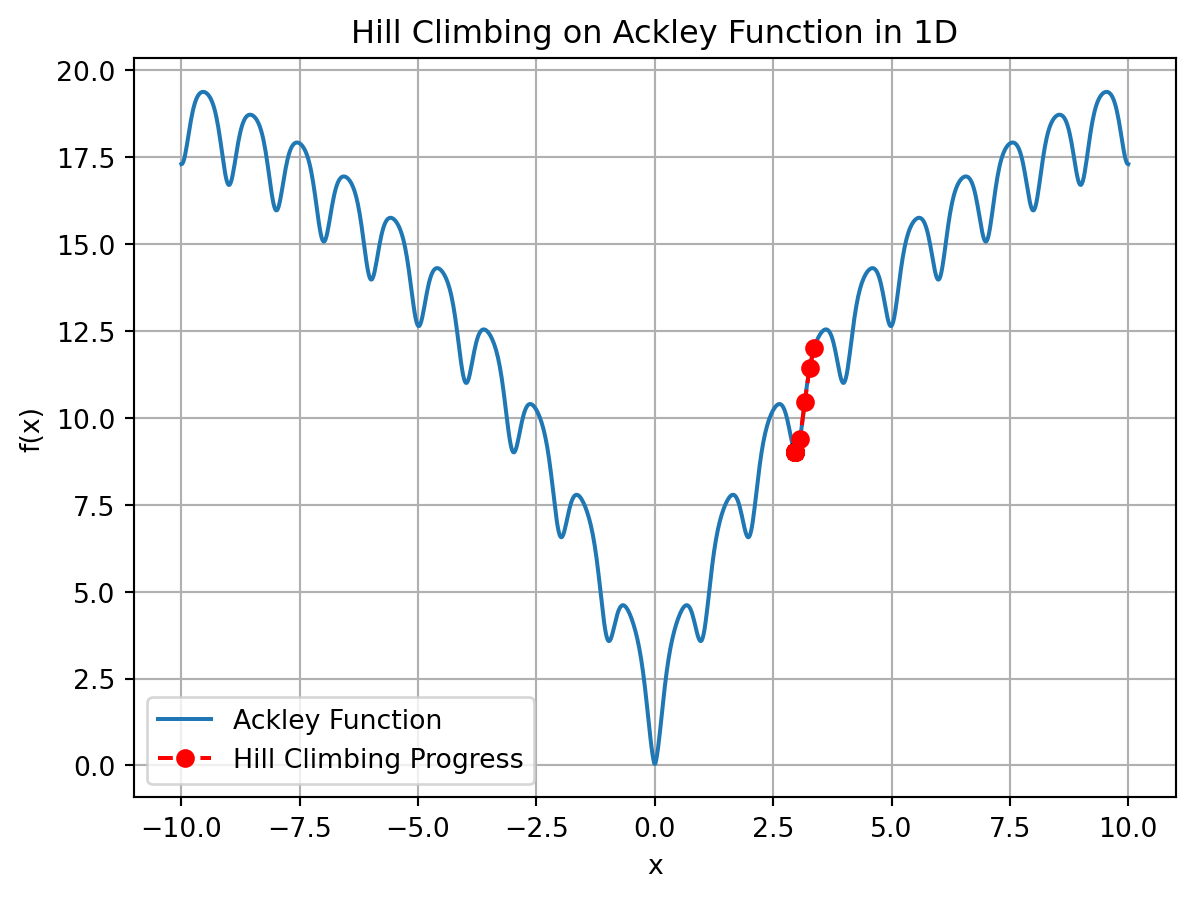 Hill Climbing on Ackley Function in 1D
20.0
17.5
15.0
12.5
10.0
7.5
5.0
2.5
0.0
f(x)
Ackley Function
Hill Climbing Progress
−10.0 −7.5 −5.0 −2.5 0.0 2.5 5.0 7.5 10.0
x